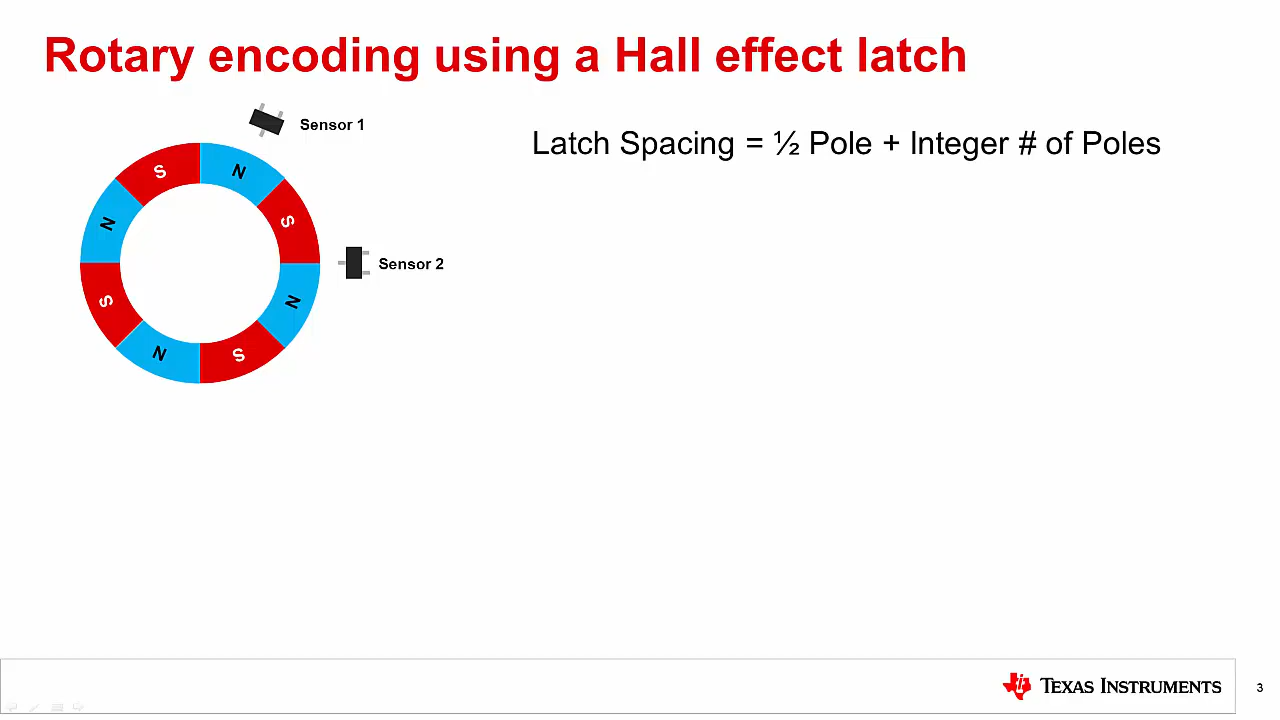 Rotary encoding using a Hall effect latch
Sensor 1
Latch Spacing = ½ Pole + Integer # of Poles
S
N
N
S
S
N
Sensor 2
N
S
TEXAS INSTRUMENTS
3